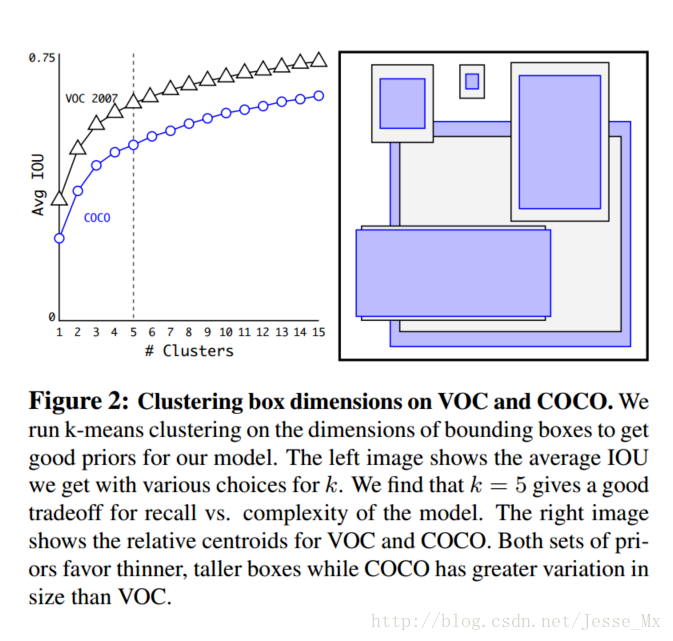 0.75
VOC 2007
Avg IOU
COCO
0
1 2 3 4 5 6 7 8 9 10 11 12 13 14 15
# Clusters
Figure 2: Clustering box dimensions on VOC and COCO. We
run k-means clustering on the dimensions of bounding boxes to get
good priors for our model. The left image shows the average IOU
we get with various choices for k. We find that k = 5 gives a good
tradeoff for recall vs. complexity of the model. The right image
shows the relative centroids for VOC and COCO. Both sets of pri-
ors favor thinner, taller boxes while COCO has greater variation in
size than VOC.
http://blog.csdn.net/Jesse_Mx